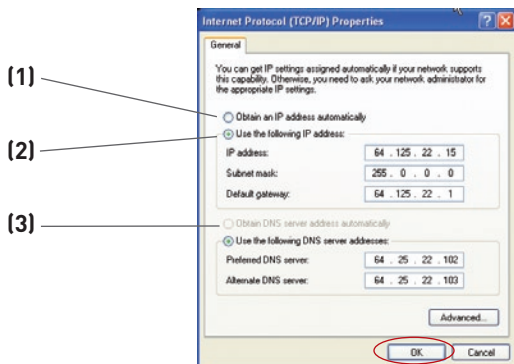 Internet Protocol (TCP/IP) Properties
General
You can get IP settings assigned automatically if your network supports
this capability. Otherwise, you need to ask your network administrator for
the appropriate IP settings.
(1)
Obtain an IP address automatically
(2)
Use the following IP address:
IP address: 64 . 125 . 22 . 15
Subnet mask: 255 . 0 . 0 . 0
Default gateway: 64 . 125 . 22 . 1
(3)
Obtain DNS server address automatically
Use the following DNS server addresses:
Preferred DNS server: 64 . 25 . 22 . 102
Alternate DNS server: 64 . 25 . 22 . 103
Advanced...
OK Cancel